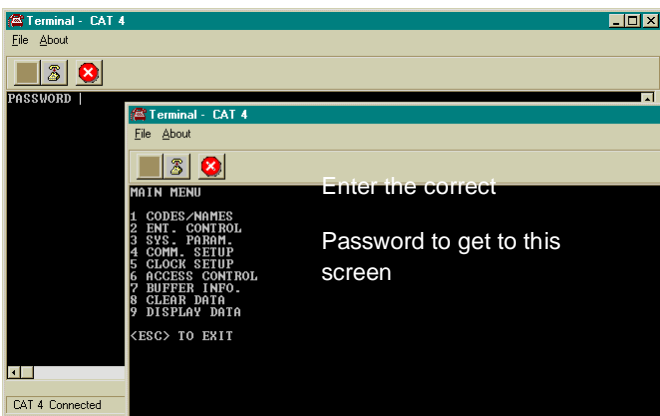 Terminal - CAT 4
File About
PASSWORD
Terminal - CAT 4
File About
MAIN MENU
1 CODES/NAMES
2 ENT. CONTROL
3 SYS. PARAM.
4 COMM. SETUP
5 CLOCK SETUP
6 ACCESS CONTROL
7 BUFFER INFO.
8 CLEAR DATA
9 DISPLAY DATA
<ESC> TO EXIT
Enter the correct
Password to get to this
screen
CAT 4 Connected